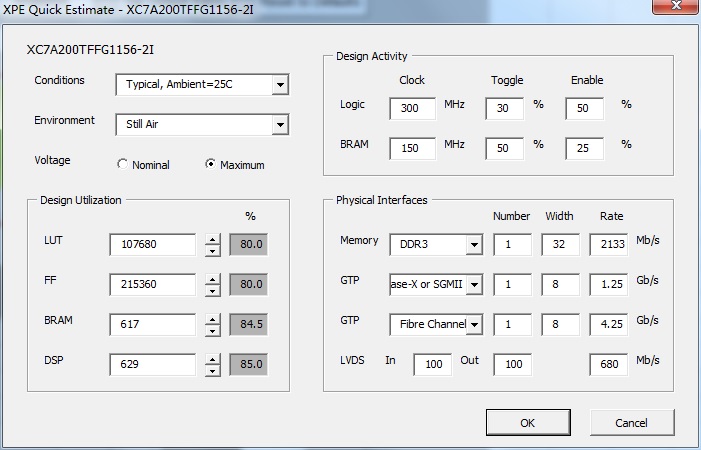 XPE Quick Estimate - XC7A200TFFG1156-2I
XC7A200TFFG1156-2I
Conditions Typical, Ambient=25C
Environment Still Air
Voltage Nominal Maximum
Design Activity
Clock Toggle Enable
Logic 300 MHz 30 % 50 %
BRAM 150 MHz 50 % 25 %
Design Utilization
%
LUT 107680 80.0
FF 215360 80.0
BRAM 617 84.5
DSP 629 85.0
Physical Interfaces
Number Width Rate
Memory DDR3 1 32 2133 Mb/s
GTP ase-X or SGMII 1 8 1.25 Gb/s
GTP Fibre Channel 1 8 4.25 Gb/s
LVDS In 100 Out 100 680 Mb/s
OK Cancel